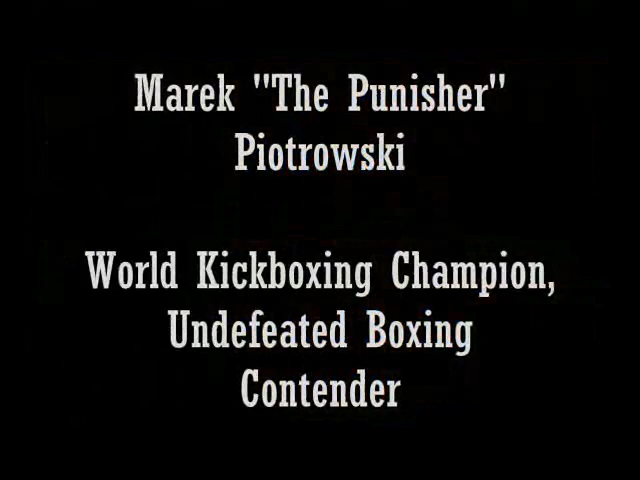 Marek "The Punisher"
Piotrowski
World Kickboxing Champion,
Undefeated Boxing
Contender